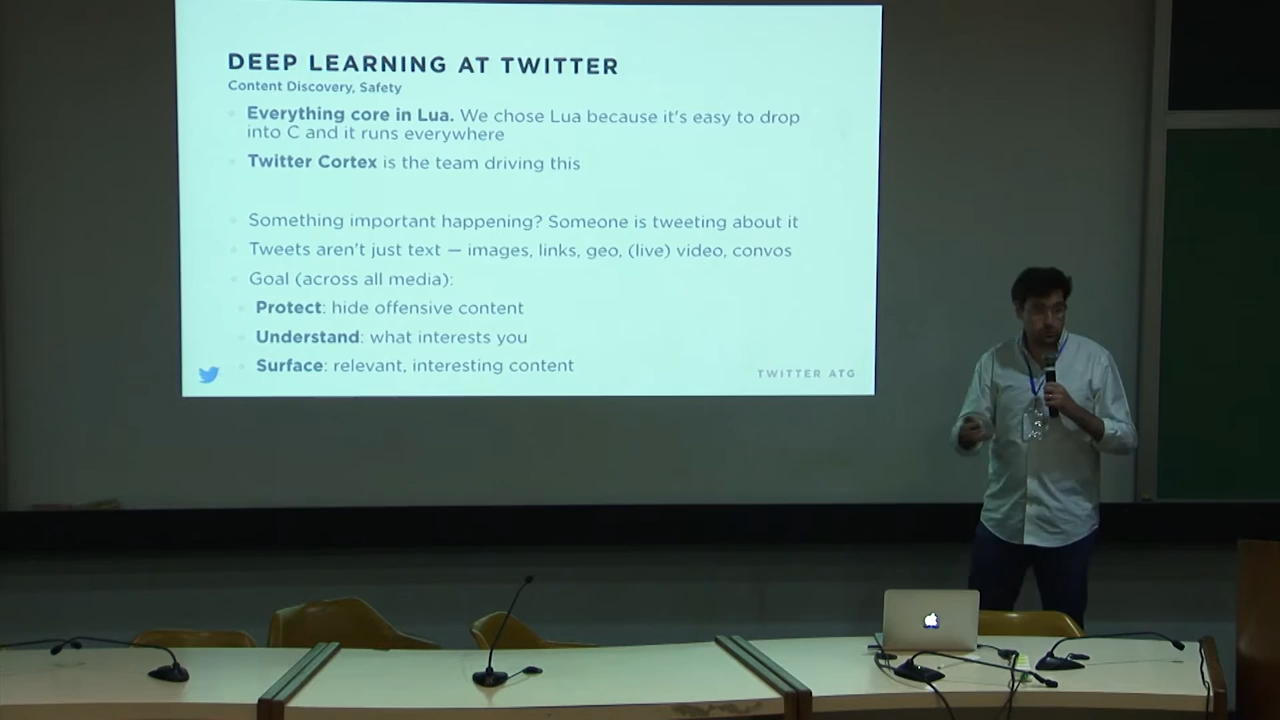 DEEP LEARNING AT TWITTER
Content Discovery, Safety
Everything core in Lua. We chose Lua because it's easy to drop
into C and it runs everywhere
Twitter Cortex is the team driving this
Something important happening? Someone is tweeting about it
Tweets aren't just text — images, links, geo, (live) video, convos
Goal (across all media):
Protect: hide offensive content
Understand: what interests you
Surface: relevant, interesting content
TWITTER ATG